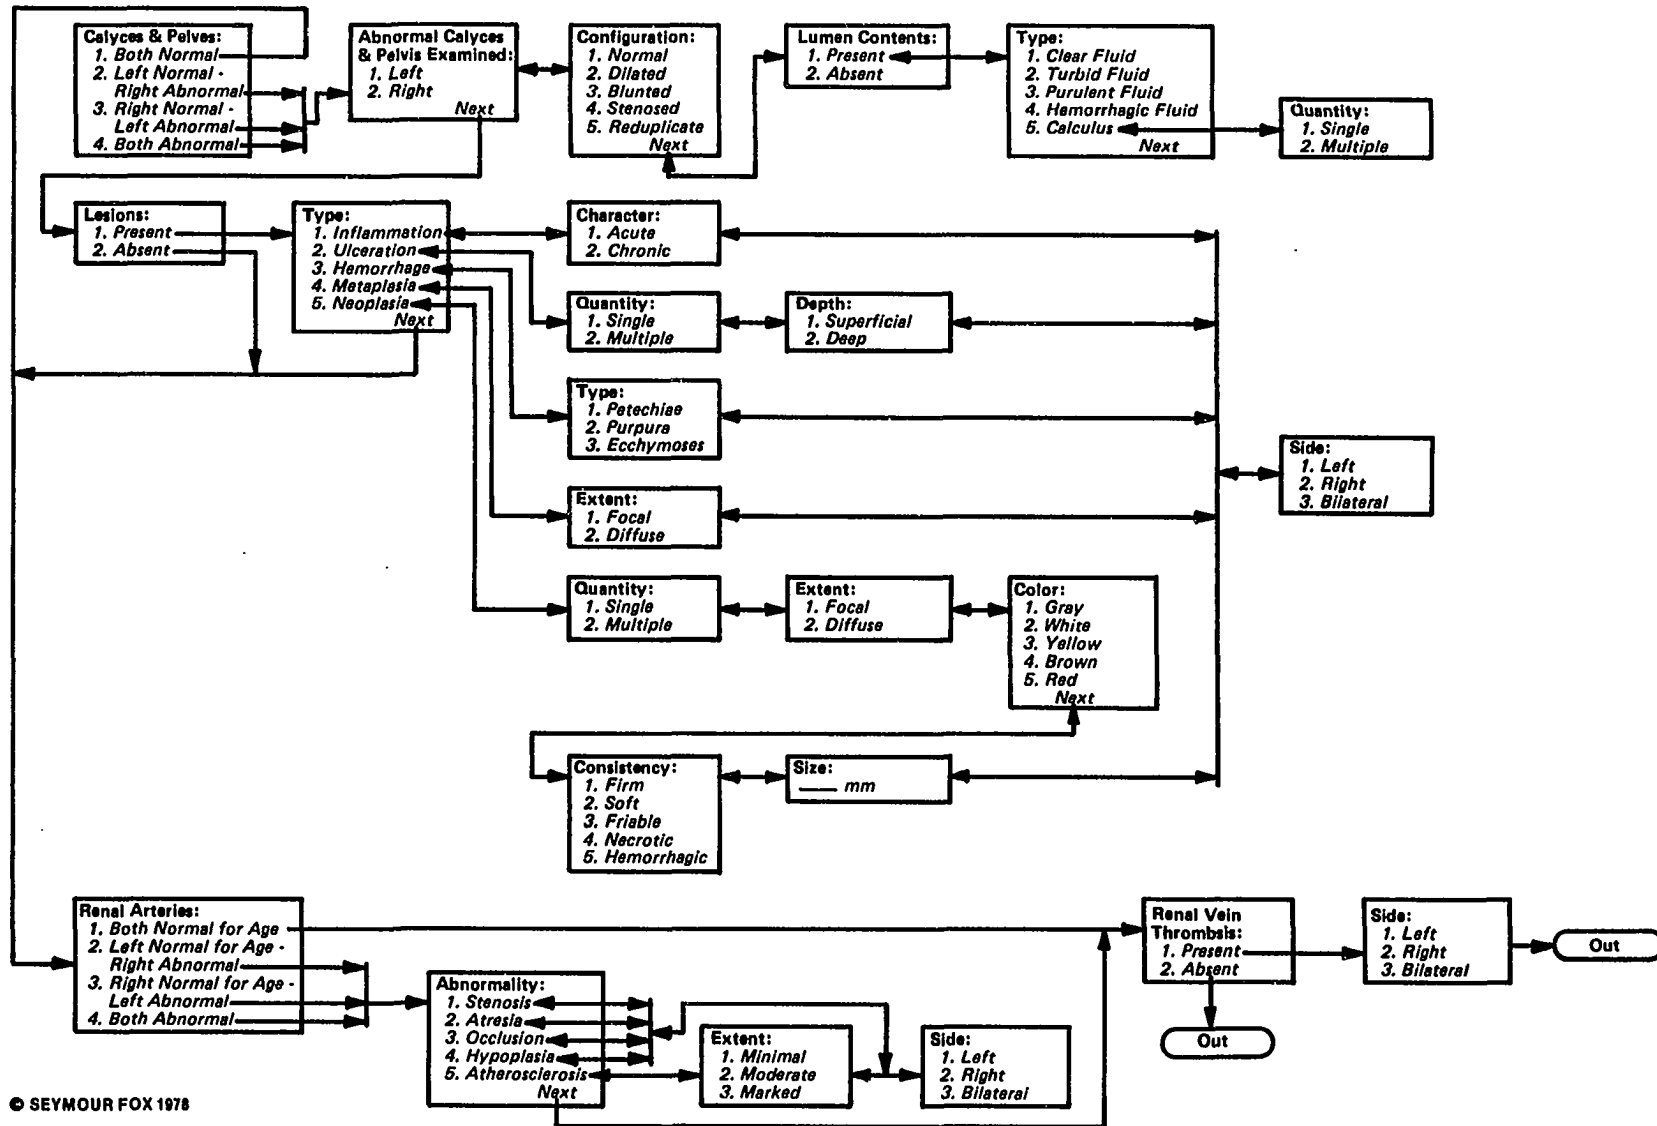 Calyces & Pelves:
1. Both Normal
2. Left Normal -
Right Abnormal
3. Right Normal -
Left Abnormal
4. Both Abnormal
Abnormal Calyces
& Pelvis Examined:
1. Left
2. Right
Next
Configuration:
1. Normal
2. Dilated
3. Blunted
4. Stenosed
5. Reduplicate
Next
Lumen Contents:
1. Present
2. Absent
Type:
1. Clear Fluid
2. Turbid Fluid
3. Purulent Fluid
4. Hemorrhagic Fluid
5. Calculus
Next
Quantity:
1. Single
2. Multiple
Lesions:
1. Present
2. Absent
Type:
1. Inflammation
2. Ulceration
3. Hemorrhage
4. Metaplasia
5. Neoplasia
Next
Character:
1. Acute
2. Chronic
Quantity:
1. Single
2. Multiple
Depth:
1. Superficial
2. Deep
Type:
1. Petechiae
2. Purpura
3. Ecchymoses
Side:
1. Left
2. Right
3. Bilateral
Extent:
1. Focal
2. Diffuse
Quantity:
1. Single
2. Multiple
Extent:
1. Focal
2. Diffuse
Color:
1. Gray
2. White
3. Yellow
4. Brown
5. Red
Next
Consistency:
1. Firm
2. Soft
3. Friable
4. Necrotic
5. Hemorrhagic
Size:
___ mm
Renal Arteries:
1. Both Normal for Age
2. Left Normal for Age -
Right Abnormal
3. Right Normal for Age -
Left Abnormal
4. Both Abnormal
Abnormality:
1. Stenosis
2. Atresia
3. Occlusion
4. Hypoplasia
5. Atherosclerosis
Next
Extent:
1. Minimal
2. Moderate
3. Marked
Side:
1. Left
2. Right
3. Bilateral
Renal Vein
Thrombsis:
1. Present
2. Absent
Side:
1. Left
2. Right
3. Bilateral
Out
Out
© SEYMOUR FOX 1978